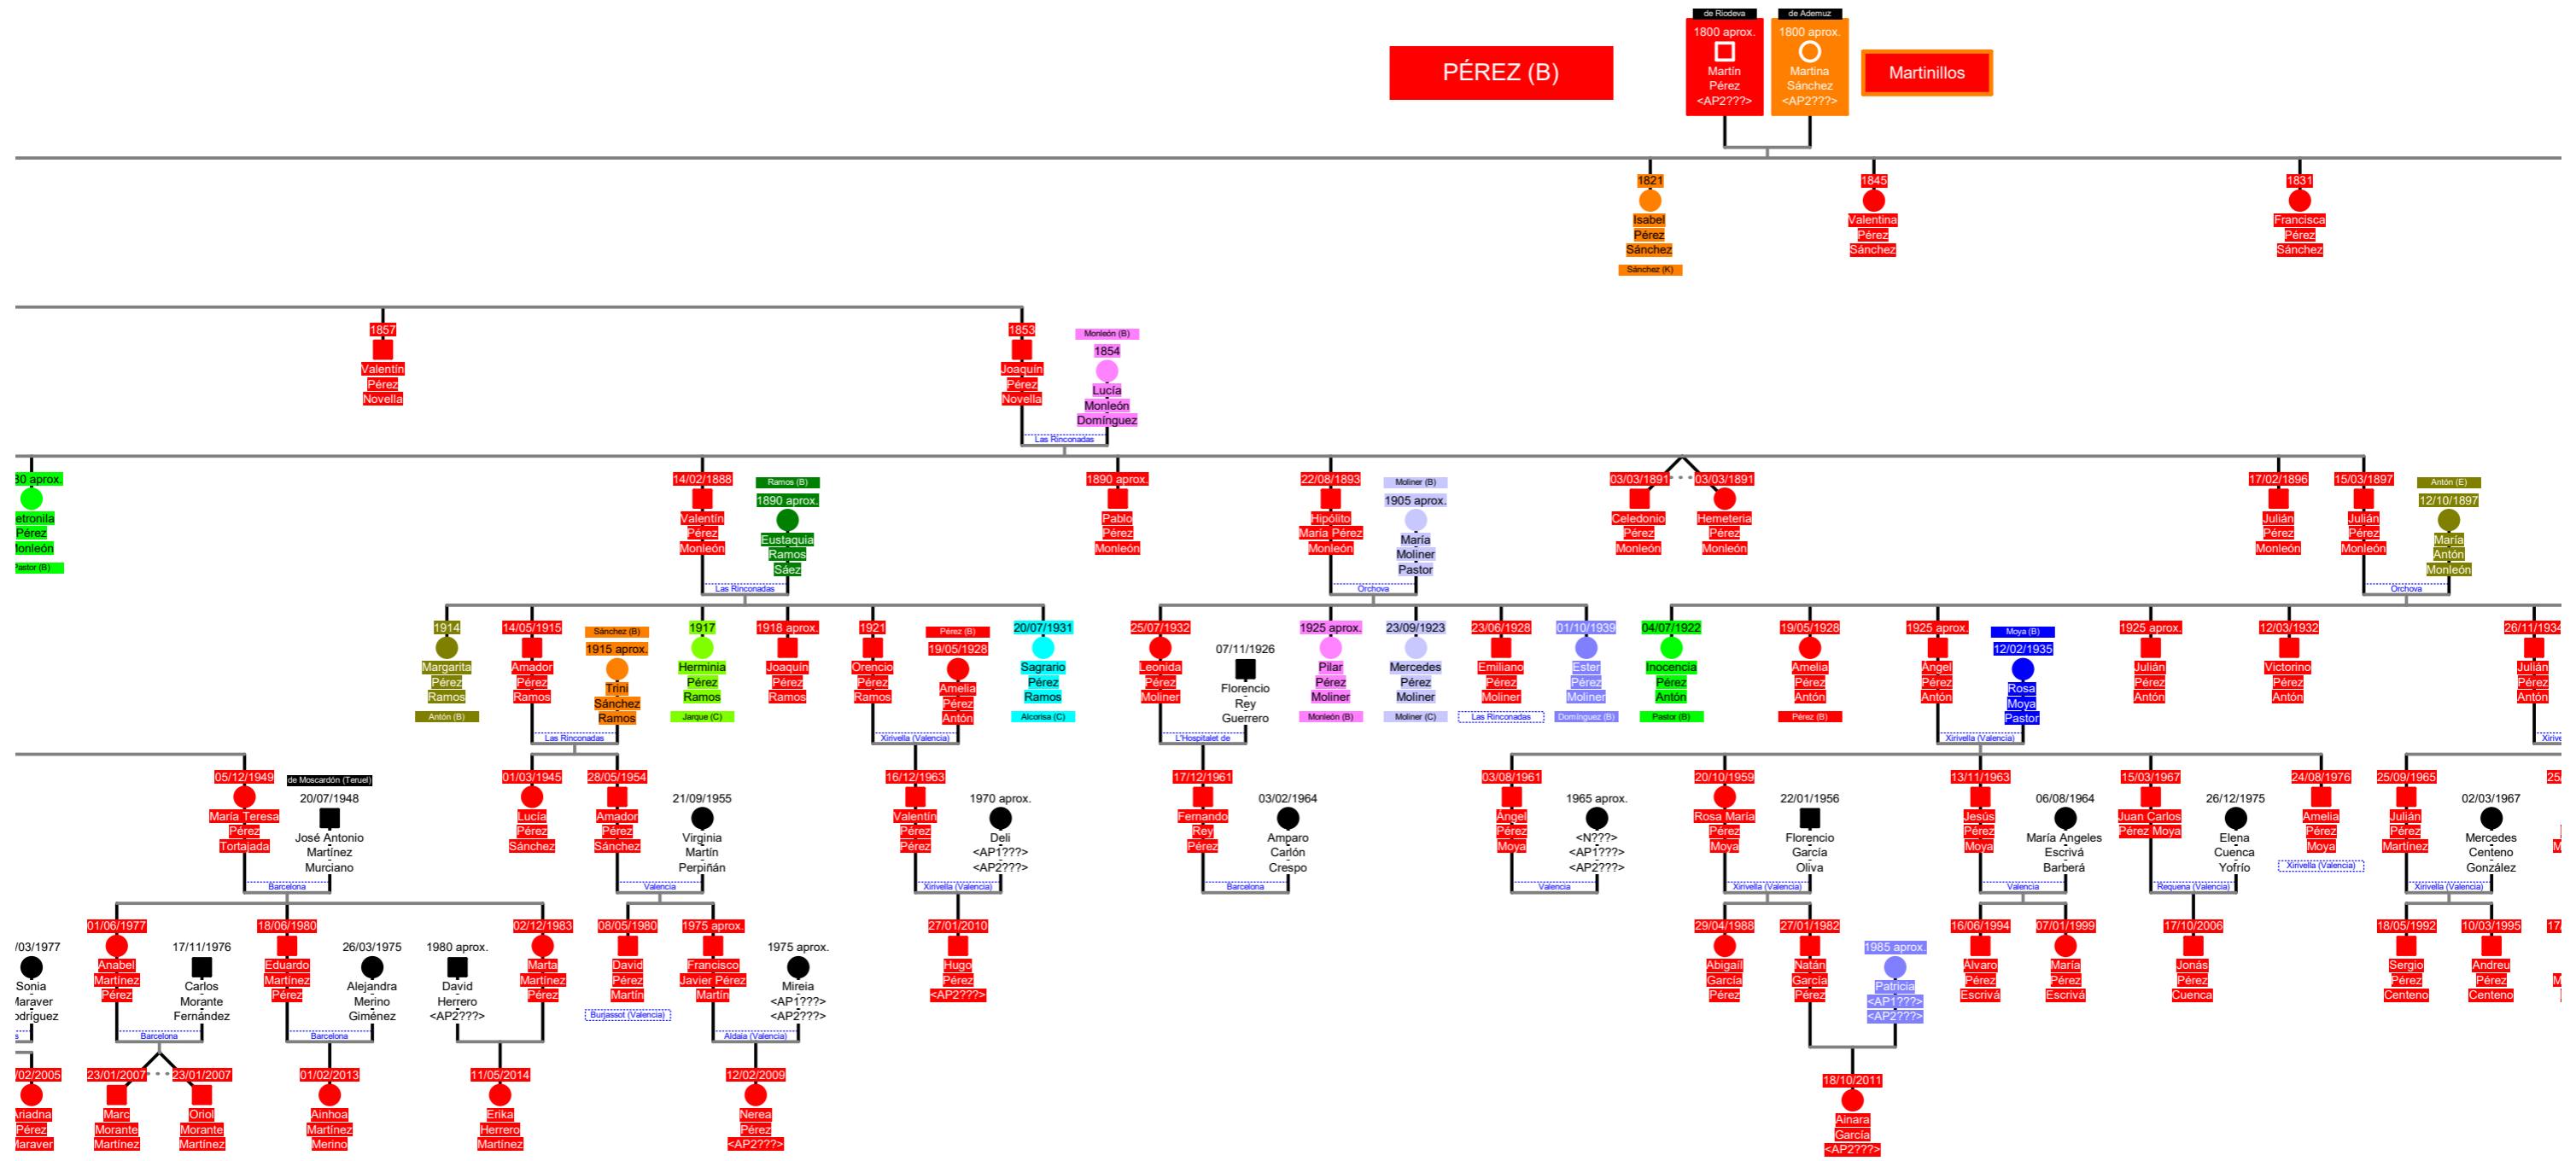 de Riodeva
de Ademuz
PÉREZ (B)
1800 aprox.
Martín
Pérez
<AP2???>
1800 aprox.
Martina
Sánchez
<AP2???>
Martinillos
1821
Isabel
Pérez
Sánchez
Sánchez (K)
1845
Valentina
Pérez
Sánchez
1831
Francisca
Pérez
Sánchez
1857
Valentín
Pérez
Novella
1853
Joaquín
Pérez
Novella
Monleón (B)
1854
Lucía
Monleón
Domínguez
Las Rinconadas
30 aprox.
etronila
Pérez
Monleón
Pastor (B)
14/02/1888
Valentín
Pérez
Monleón
Ramos (B)
1890 aprox.
Eustaquia
Ramos
Sáez
Las Rinconadas
1890 aprox.
Pablo
Pérez
Monleón
22/08/1893
Hipólito
María Pérez
Monleón
Moliner (B)
1905 aprox.
María
Moliner
Pastor
Orchova
03/03/1891
Celedonio
Pérez
Monleón
03/03/1891
Hemeteria
Pérez
Monleón
17/02/1896
Julián
Pérez
Monleón
15/03/1897
Julián
Pérez
Monleón
Antón (E)
12/10/1897
María
Antón
Monleón
Orchova
1914
Margarita
Pérez
Ramos
Antón (B)
14/05/1915
Amador
Pérez
Ramos
Sánchez (B)
1915 aprox.
Trini
Sánchez
Ramos
Las Rinconadas
1917
Herminia
Pérez
Ramos
Jarque (C)
1918 aprox.
Joaquín
Pérez
Ramos
1921
Orencio
Pérez
Ramos
Pérez (B)
19/05/1928
Amelia
Pérez
Antón
Xirivella (Valencia)
20/07/1931
Sagrario
Pérez
Ramos
Alcorisa (C)
25/07/1932
Leonida
Pérez
Moliner
07/11/1926
Florencio
Rey
Guerrero
L'Hospitalet de
1925 aprox.
Pilar
Pérez
Moliner
Monleón (B)
23/09/1923
Mercedes
Pérez
Moliner
Moliner (C)
23/06/1928
Emiliano
Pérez
Moliner
Las Rinconadas
01/10/1939
Ester
Pérez
Moliner
Domínguez (B)
04/07/1922
Inocencia
Pérez
Antón
Pastor (B)
19/05/1928
Amelia
Pérez
Antón
Pérez (B)
1925 aprox.
Ángel
Pérez
Antón
Moya (B)
12/02/1935
Rosa
Moya
Pastor
Xirivella (Valencia)
1925 aprox.
Julián
Pérez
Antón
12/03/1932
Victorino
Pérez
Antón
26/11/1934
Julián
Pérez
Antón
Xirive
05/12/1949
María Teresa
Pérez
Tortajada
de Moscardón (Teruel)
20/07/1948
José Antonio
Martínez
Murciano
Barcelona
01/03/1945
Lucía
Pérez
Sánchez
28/05/1954
Amador
Pérez
Sánchez
21/09/1955
Virginia
Martín
Perpiñán
Valencia
16/12/1963
Valentín
Pérez
Pérez
1970 aprox.
Deli
<AP1???>
<AP2???>
Xirivella (Valencia)
17/12/1961
Fernando
Rey
Pérez
03/02/1964
Amparo
Carlón
Crespo
Barcelona
03/08/1961
Ángel
Pérez
Moya
1965 aprox.
<N???>
<AP1???>
<AP2???>
Valencia
20/10/1959
Rosa María
Pérez
Moya
22/01/1956
Florencio
García
Oliva
Xirivella (Valencia)
13/11/1963
Jesús
Pérez
Moya
06/08/1964
María Angeles
Escrivá
Barberá
Valencia
15/03/1967
Juan Carlos
Pérez Moya
26/12/1975
Elena
Cuenca
Yofrío
Requena (Valencia)
24/08/1976
Amelia
Pérez
Moya
Xirivella (Valencia)
25/09/1965
Julián
Pérez
Martínez
02/03/1967
Mercedes
Centeno
González
Xirivella (Valencia)
25/
/03/1977
Sonia
Maraver
odríguez
01/06/1977
Anabel
Martínez
Pérez
17/11/1976
Carlos
Morante
Fernández
Barcelona
18/06/1980
Eduardo
Martínez
Pérez
26/03/1975
Alejandra
Merino
Giménez
Barcelona
1980 aprox.
David
Herrero
<AP2???>
02/12/1983
Marta
Martínez
Pérez
08/05/1980
David
Pérez
Martín
Burjassot (Valencia)
1975 aprox.
Francisco
Javier Pérez
Martín
1975 aprox.
Mireia
<AP1???>
<AP2???>
Aldaia (Valencia)
27/01/2010
Hugo
Pérez
<AP2???>
29/04/1988
Abigaíl
García
Pérez
27/01/1982
Natán
García
Pérez
1985 aprox.
Patricia
<AP1???>
<AP2???>
16/06/1994
Álvaro
Pérez
Escrivá
07/01/1999
María
Pérez
Escrivá
17/10/2006
Jonás
Pérez
Cuenca
18/05/1992
Sergio
Pérez
Centeno
10/03/1995
Andreu
Pérez
Centeno
17/
/02/2005
Ariadna
Pérez
Maraver
23/01/2007
Marc
Morante
Martínez
23/01/2007
Oriol
Morante
Martínez
01/02/2013
Ainhoa
Martínez
Merino
11/05/2014
Erika
Herrero
Martínez
12/02/2009
Nerea
Pérez
<AP2???>
18/10/2011
Ainara
García
<AP2???>